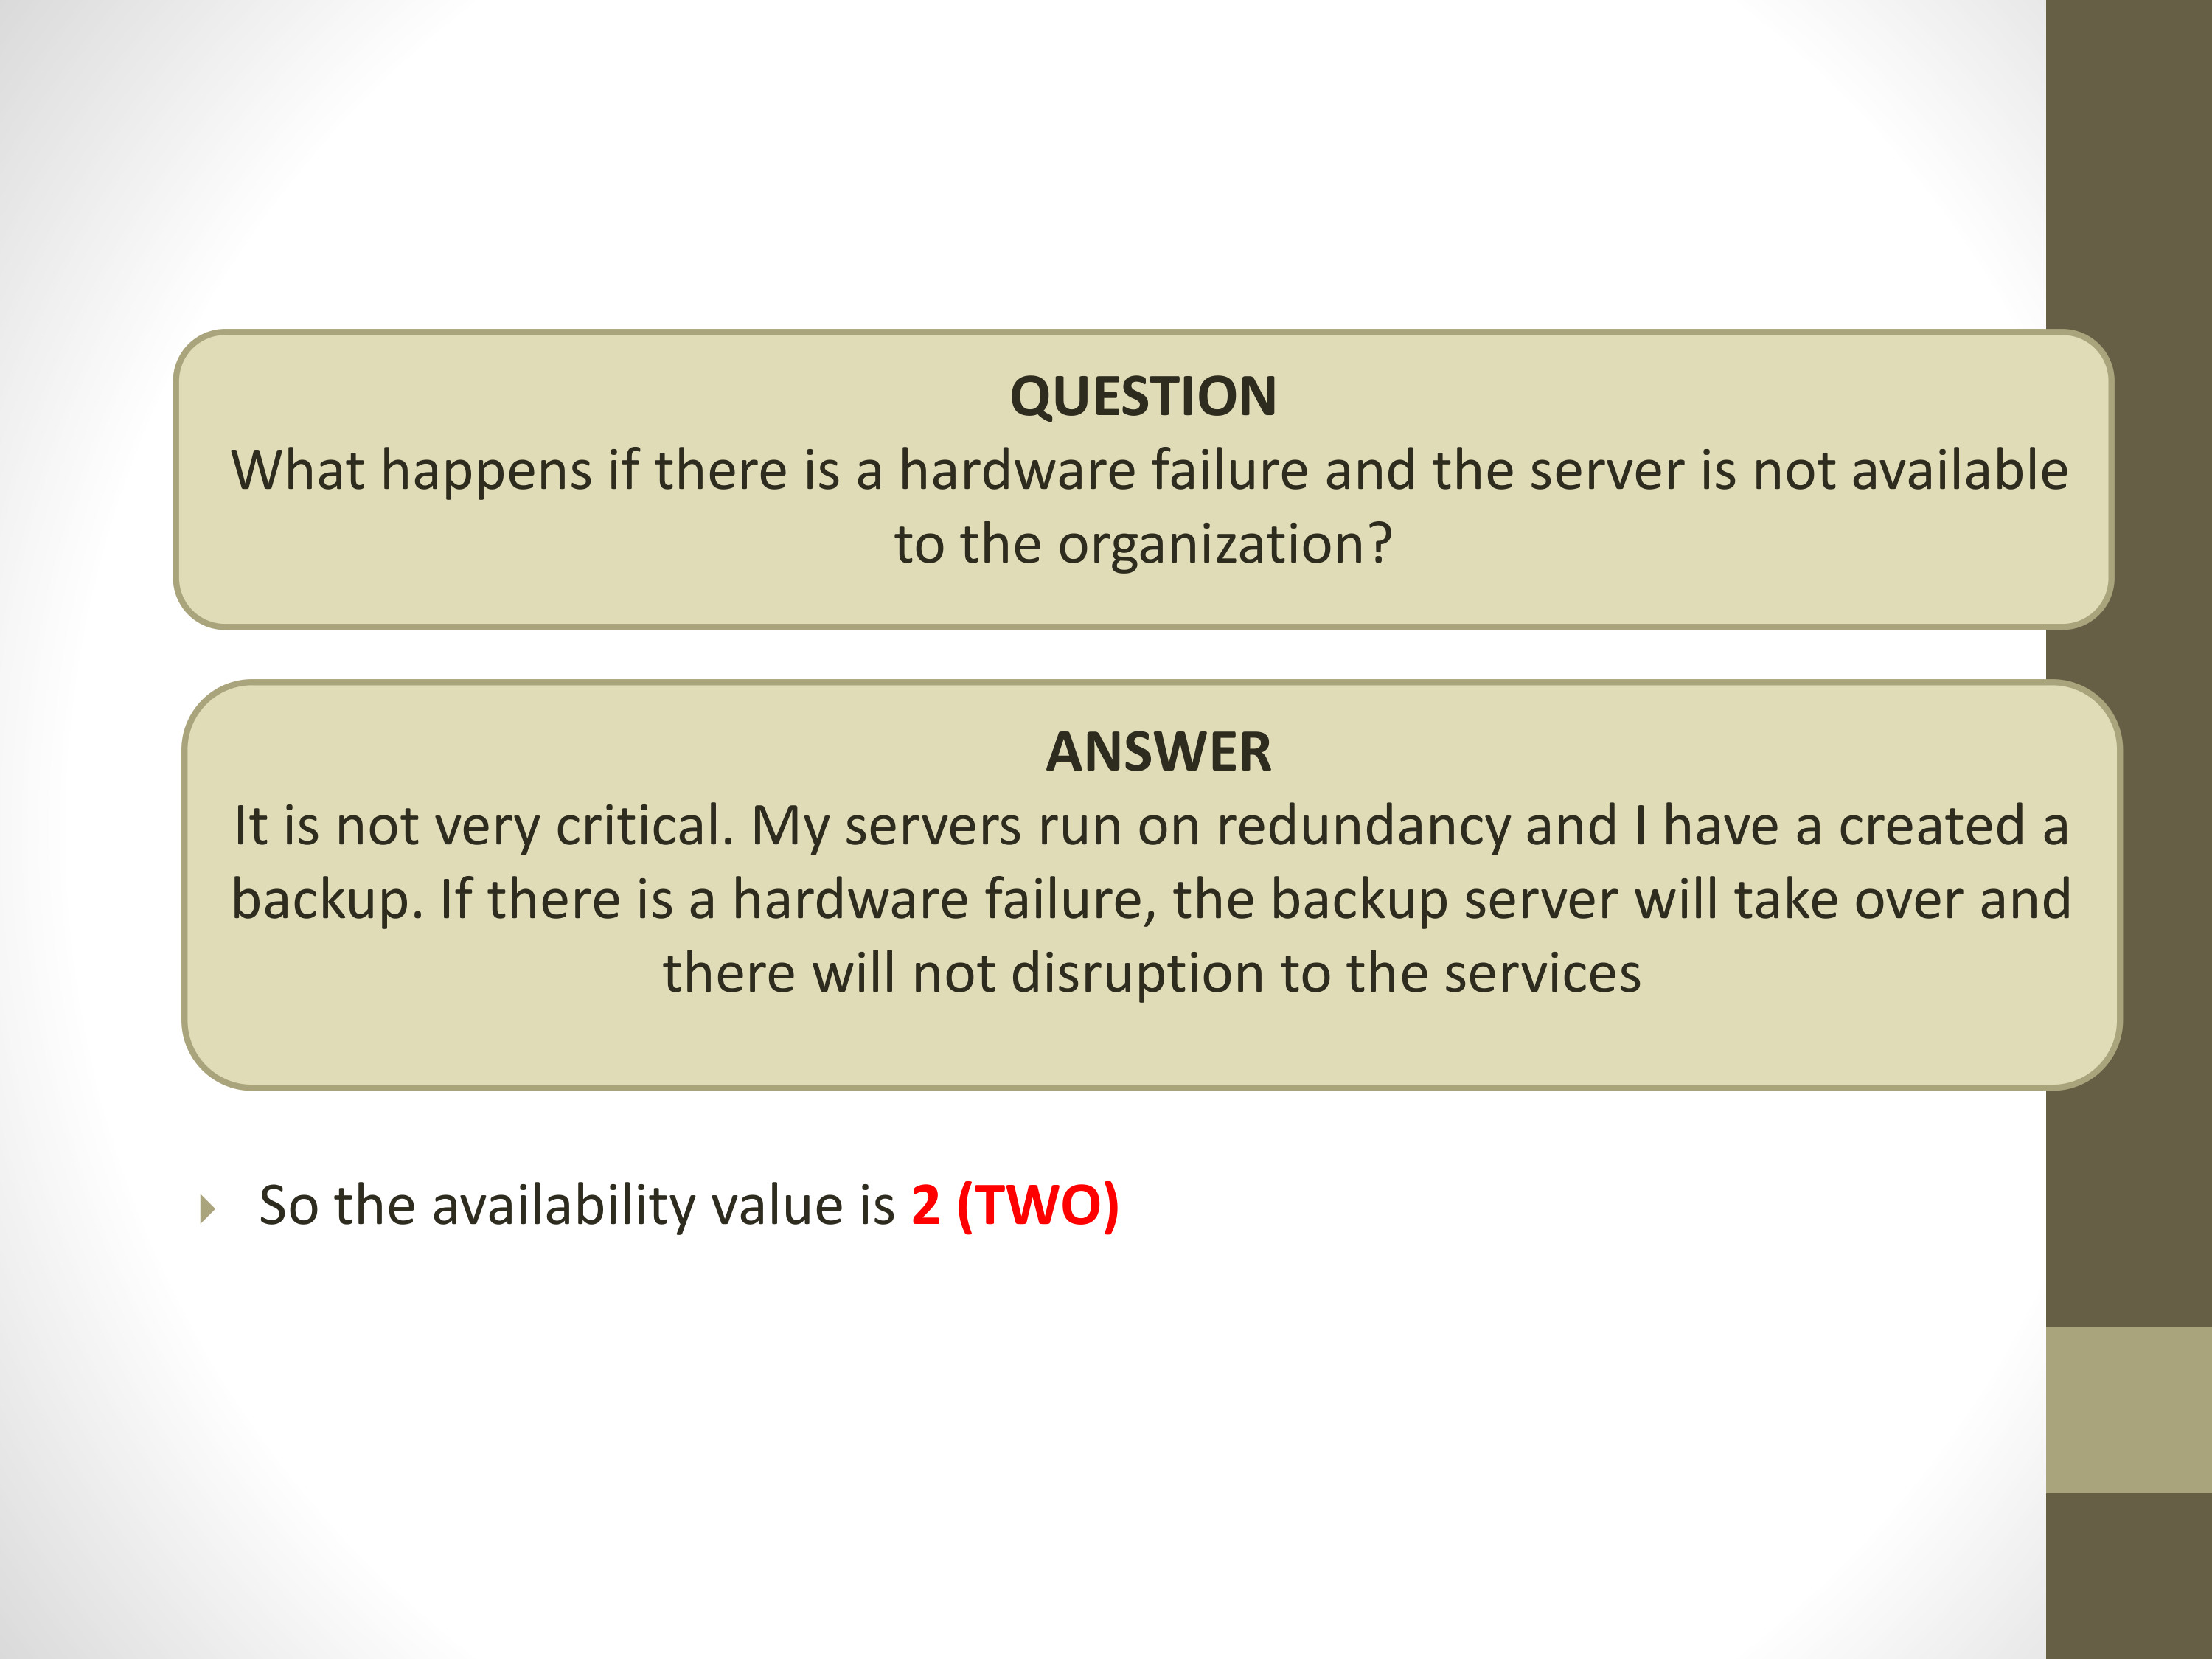 QUESTION
What happens if there is a hardware failure and the server is not available
to the organization?
ANSWER
It is not very critical. My servers run on redundancy and I have a created a
backup. If there is a hardware failure, the backup server will take over and
there will not disruption to the services
So the availability value is 2 (TWO)